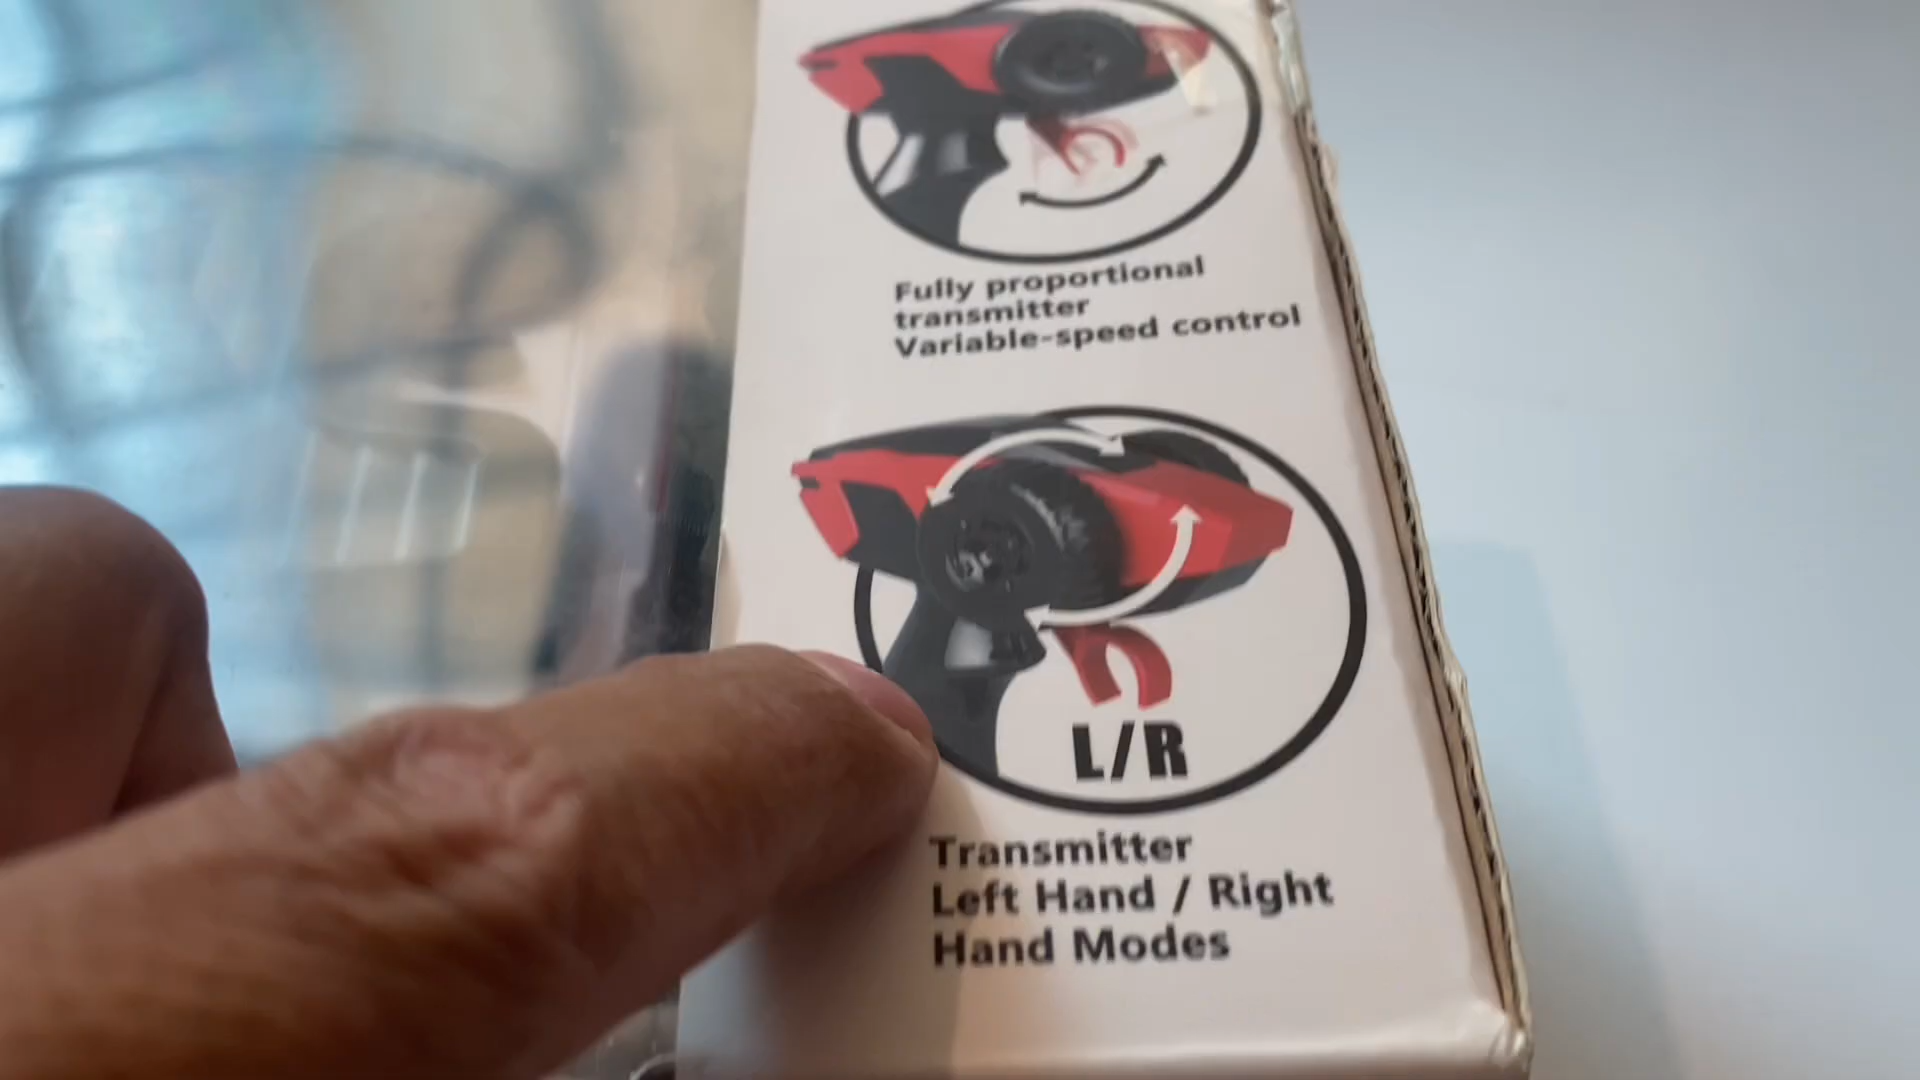 Fully proportional
transmitter
Variable-speed control
L/R
Transmitter
Left Hand / Right
Hand Modes